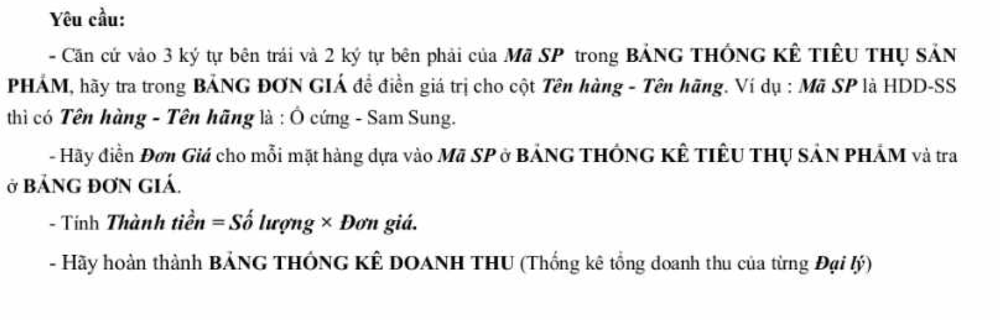 Yêu cầu:
- Căn cứ vào 3 ký tự bên trái và 2 ký tự bên phải của Mã SP trong BẢNG THỐNG KÊ TIÊU THỤ SẢN
PHẨM, hãy tra trong BẢNG ĐƠN GIÁ để điền giá trị cho cột Tên hàng - Tên hãng. Ví dụ : Mã SP là HDD-SS
thì có Tên hàng - Tên hãng là : Ổ cứng - Sam Sung.
- Hãy điền Đơn Giá cho mỗi mặt hàng dựa vào Mã SP ở BẢNG THỐNG KÊ TIÊU THỤ SẢN PHẨM và tra
ở BẢNG ĐƠN GIÁ.
- Tính Thành tiền = Số lượng × Đơn giá.
- Hãy hoàn thành BẢNG THỐNG KÊ DOANH THU (Thống kê tổng doanh thu của từng Đại lý)